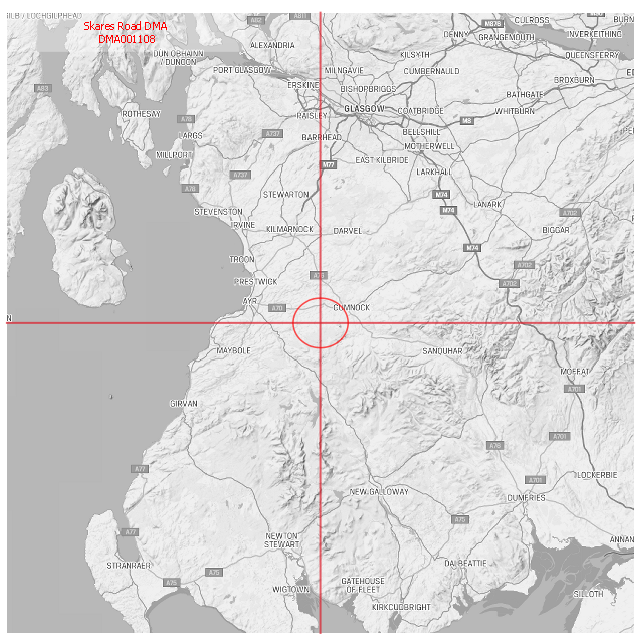 GILB / LOCHGILPHEAD
A82
A811
CULROSS
M876
DENNY
INVERKEITHING
Skares Road DMA
DMA001108
ALEXANDRIA
GRANGEMOUTH
DUN OBHAINN
/ DUNOON
KILSYTH
QUEENSFERRY
PORT GLASGOW
MILNGAVIE
CUMBERNAULD
BROXBURN
A83
ERSKINE
BISHOPBRIGGS
BATHGATE
ROTHESAY
A78
PAISLEY
GLASGOW
COATBRIDGE
WHITBURN
M8
LARGS
A737
BARRHEAD
BELLSHILL
MOTHERWELL
MILLPORT
M77
EAST KILBRIDE
A737
LARKHALL
A78
STEWARTON
M74
LANARK
STEVENSTON
M74
A702
IRVINE
KILMARNOCK
DARVEL
BIGGAR
TROON
M74
A702
PRESTWICK
A76
A702
AYR
A70
CUMNOCK
MAYBOLE
SANQUHAR
MOFFAT
A701
GIRVAN
A76
A701
A77
LOCKERBIE
A701
NEW GALLOWAY
DUMFRIES
A77
A75
NEWTON
STEWART
ANNAN
STRANRAER
A75
A75
DALBEATTIE
WIGTOWN
GATEHOUSE
OF FLEET
SILLOTH
KIRKCUDBRIGHT